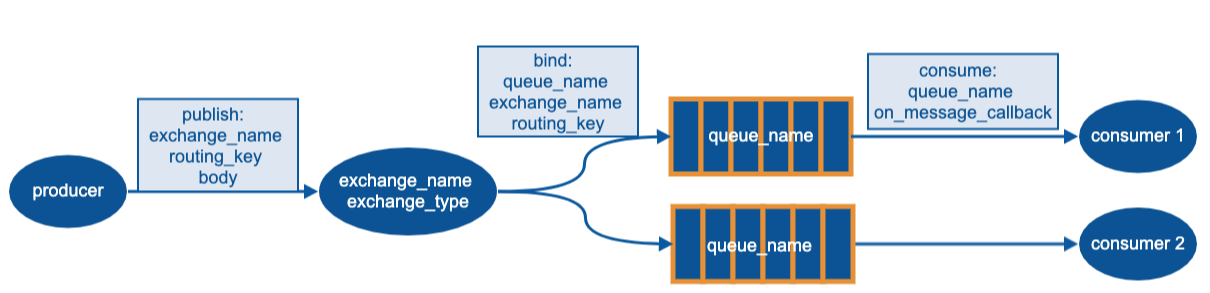 producer
publish:
exchange_name
routing_key
body
exchange_name
exchange_type
bind:
queue_name
exchange_name
routing_key
queue_name
consume:
queue_name
on_message_callback
consumer 1
queue_name
consumer 2